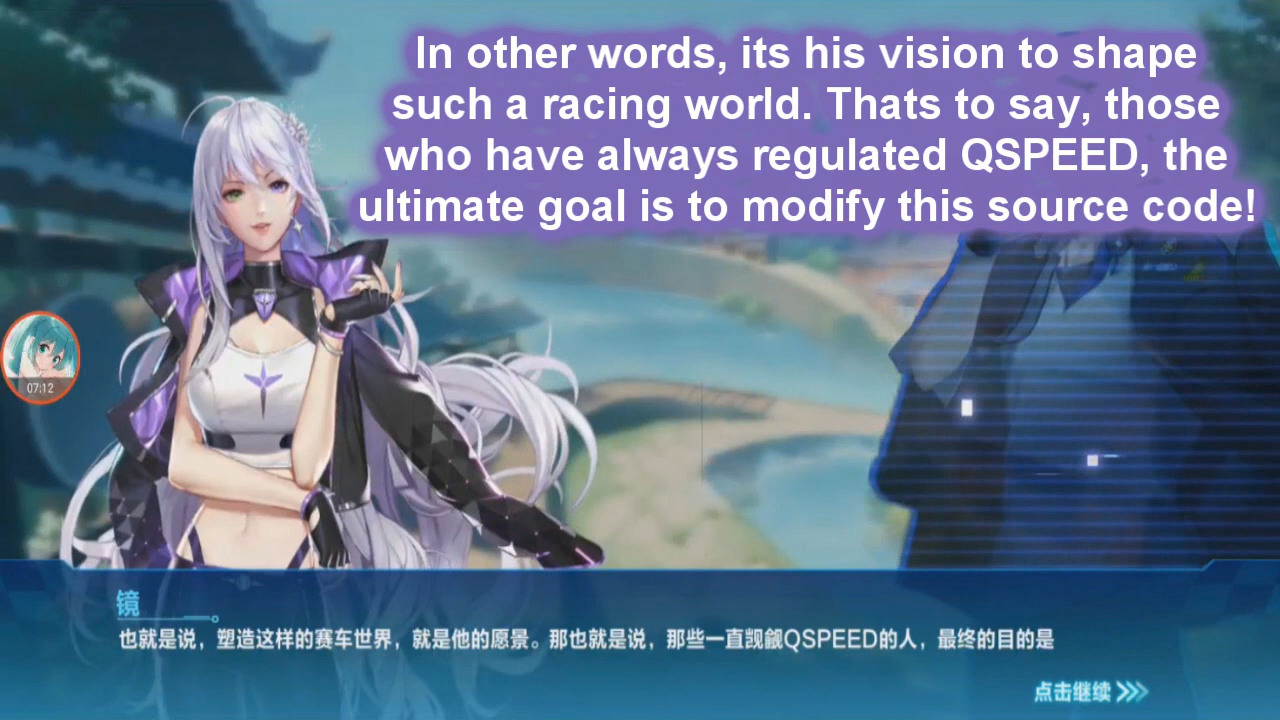 In other words, its his vision to shape
such a racing world. Thats to say, those
who have always regulated QSPEED, the
ultimate goal is to modify this source code!
07:12
镜
也就是说，塑造这样的赛车世界，就是他的愿景。那也就是说，那些一直觊觎QSPEED的人，最终的目的是
点击继续